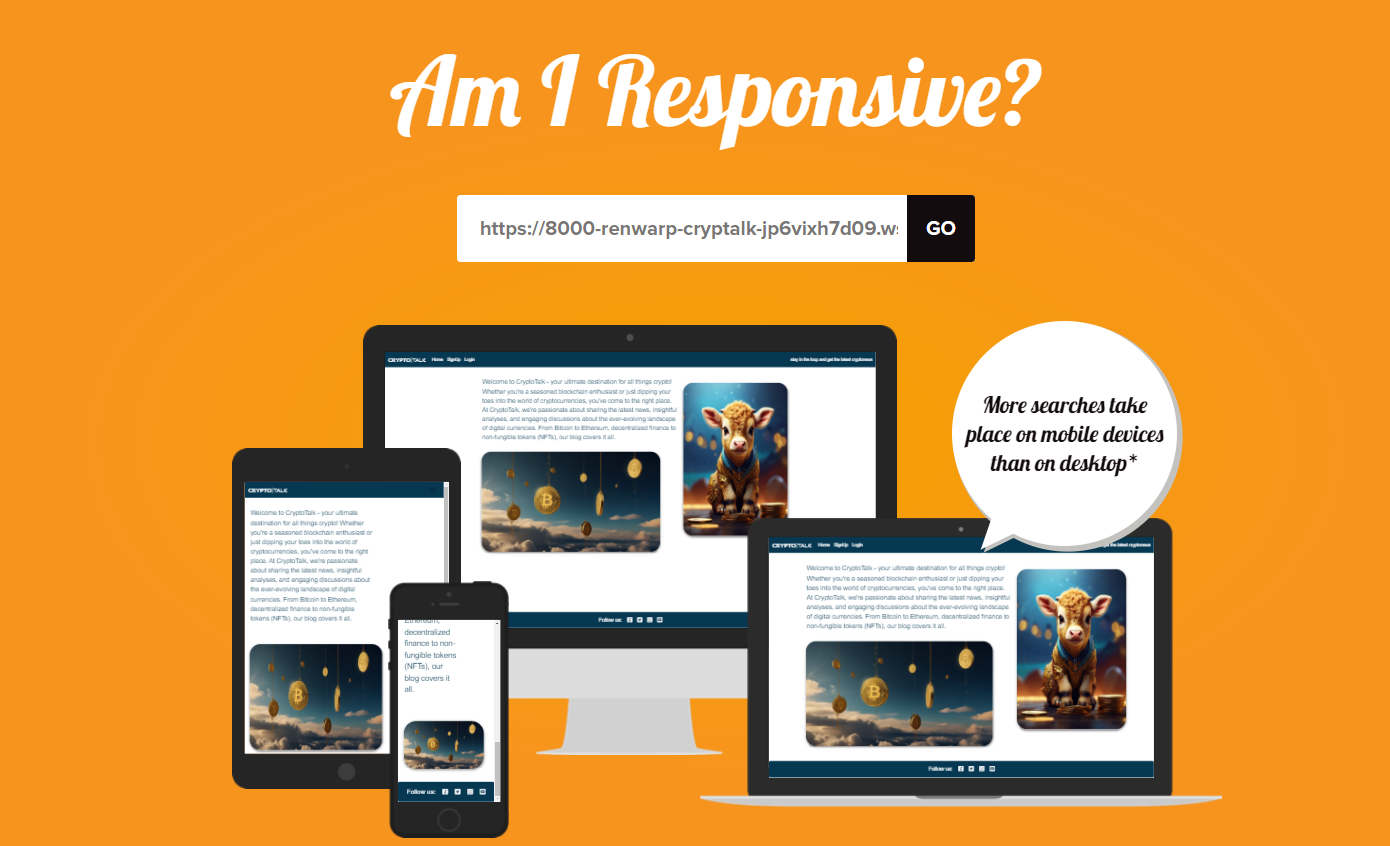 Am I Responsive?
https://8000-renwarp-cryptalk-jp6vixh7d09.ws
GO
CRYPTO|TALK Home SignUp Login stay in the loop and get the latest cryptonews
Welcome to CryptoTalk - your ultimate destination for all things crypto!
Whether you're a seasoned blockchain enthusiast or just dipping your
toes into the world of cryptocurrencies, you've come to the right place.
At CryptoTalk, we're passionate about sharing the latest news, insightful
analyses, and engaging discussions about the ever-evolving landscape
of digital currencies. From Bitcoin to Ethereum, decentralized finance to
non-fungible tokens (NFTs), our blog covers it all.
Follow us:
More searches take
place on mobile devices
than on desktop*
CRYPTO|TALK
Welcome to CryptoTalk - your ultimate
destination for all things crypto! Whether
you're a seasoned blockchain enthusiast or
just dipping your toes into the world of
cryptocurrencies, you've come to the right
place. At CryptoTalk, we're passionate
about sharing the latest news, insightful
analyses, and engaging discussions about
the ever-evolving landscape of digital
currencies. From Bitcoin to Ethereum,
decentralized finance to non-fungible
tokens (NFTs), our blog covers it all.
Ethereum,
decentralized
finance to non-
fungible tokens
(NFTs), our
blog covers it
all.
Follow us:
CRYPTO|TALK Home SignUp Login get the latest cryptonews
Welcome to CryptoTalk - your ultimate destination for all things crypto!
Whether you're a seasoned blockchain enthusiast or just dipping your
toes into the world of cryptocurrencies, you've come to the right place.
At CryptoTalk, we're passionate about sharing the latest news, insightful
analyses, and engaging discussions about the ever-evolving landscape
of digital currencies. From Bitcoin to Ethereum, decentralized finance to
non-fungible tokens (NFTs), our blog covers it all.
Follow us: